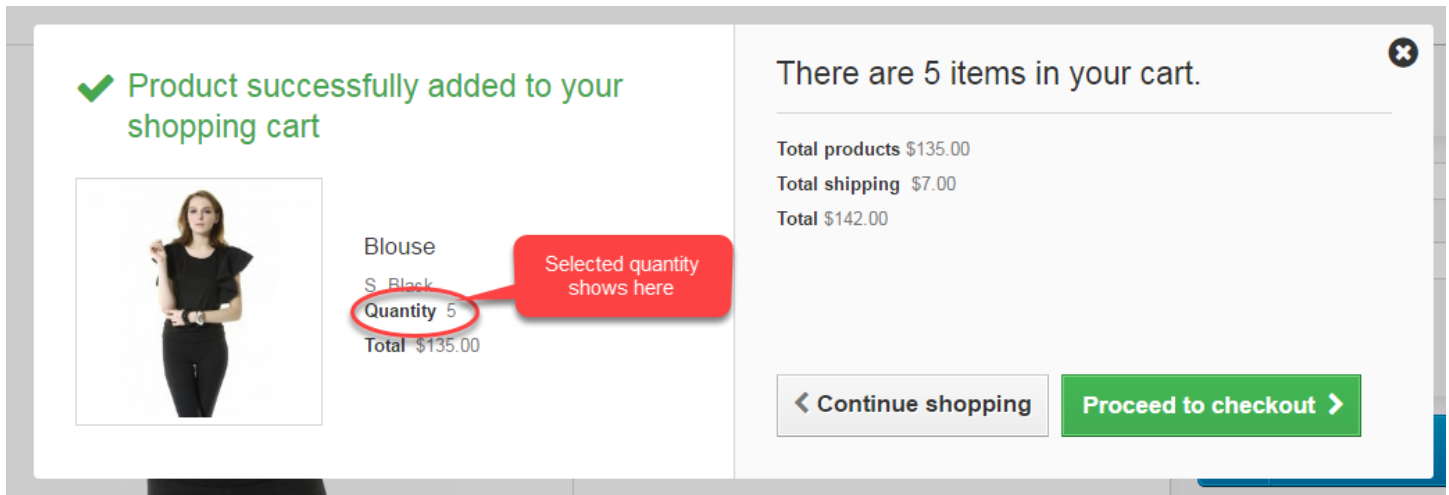 Product successfully added to your
shopping cart
Blouse
S, Black
Quantity 5
Total $135.00
Selected quantity
shows here
There are 5 items in your cart.
Total products $135.00
Total shipping $7.00
Total $142.00
Continue shopping
Proceed to checkout